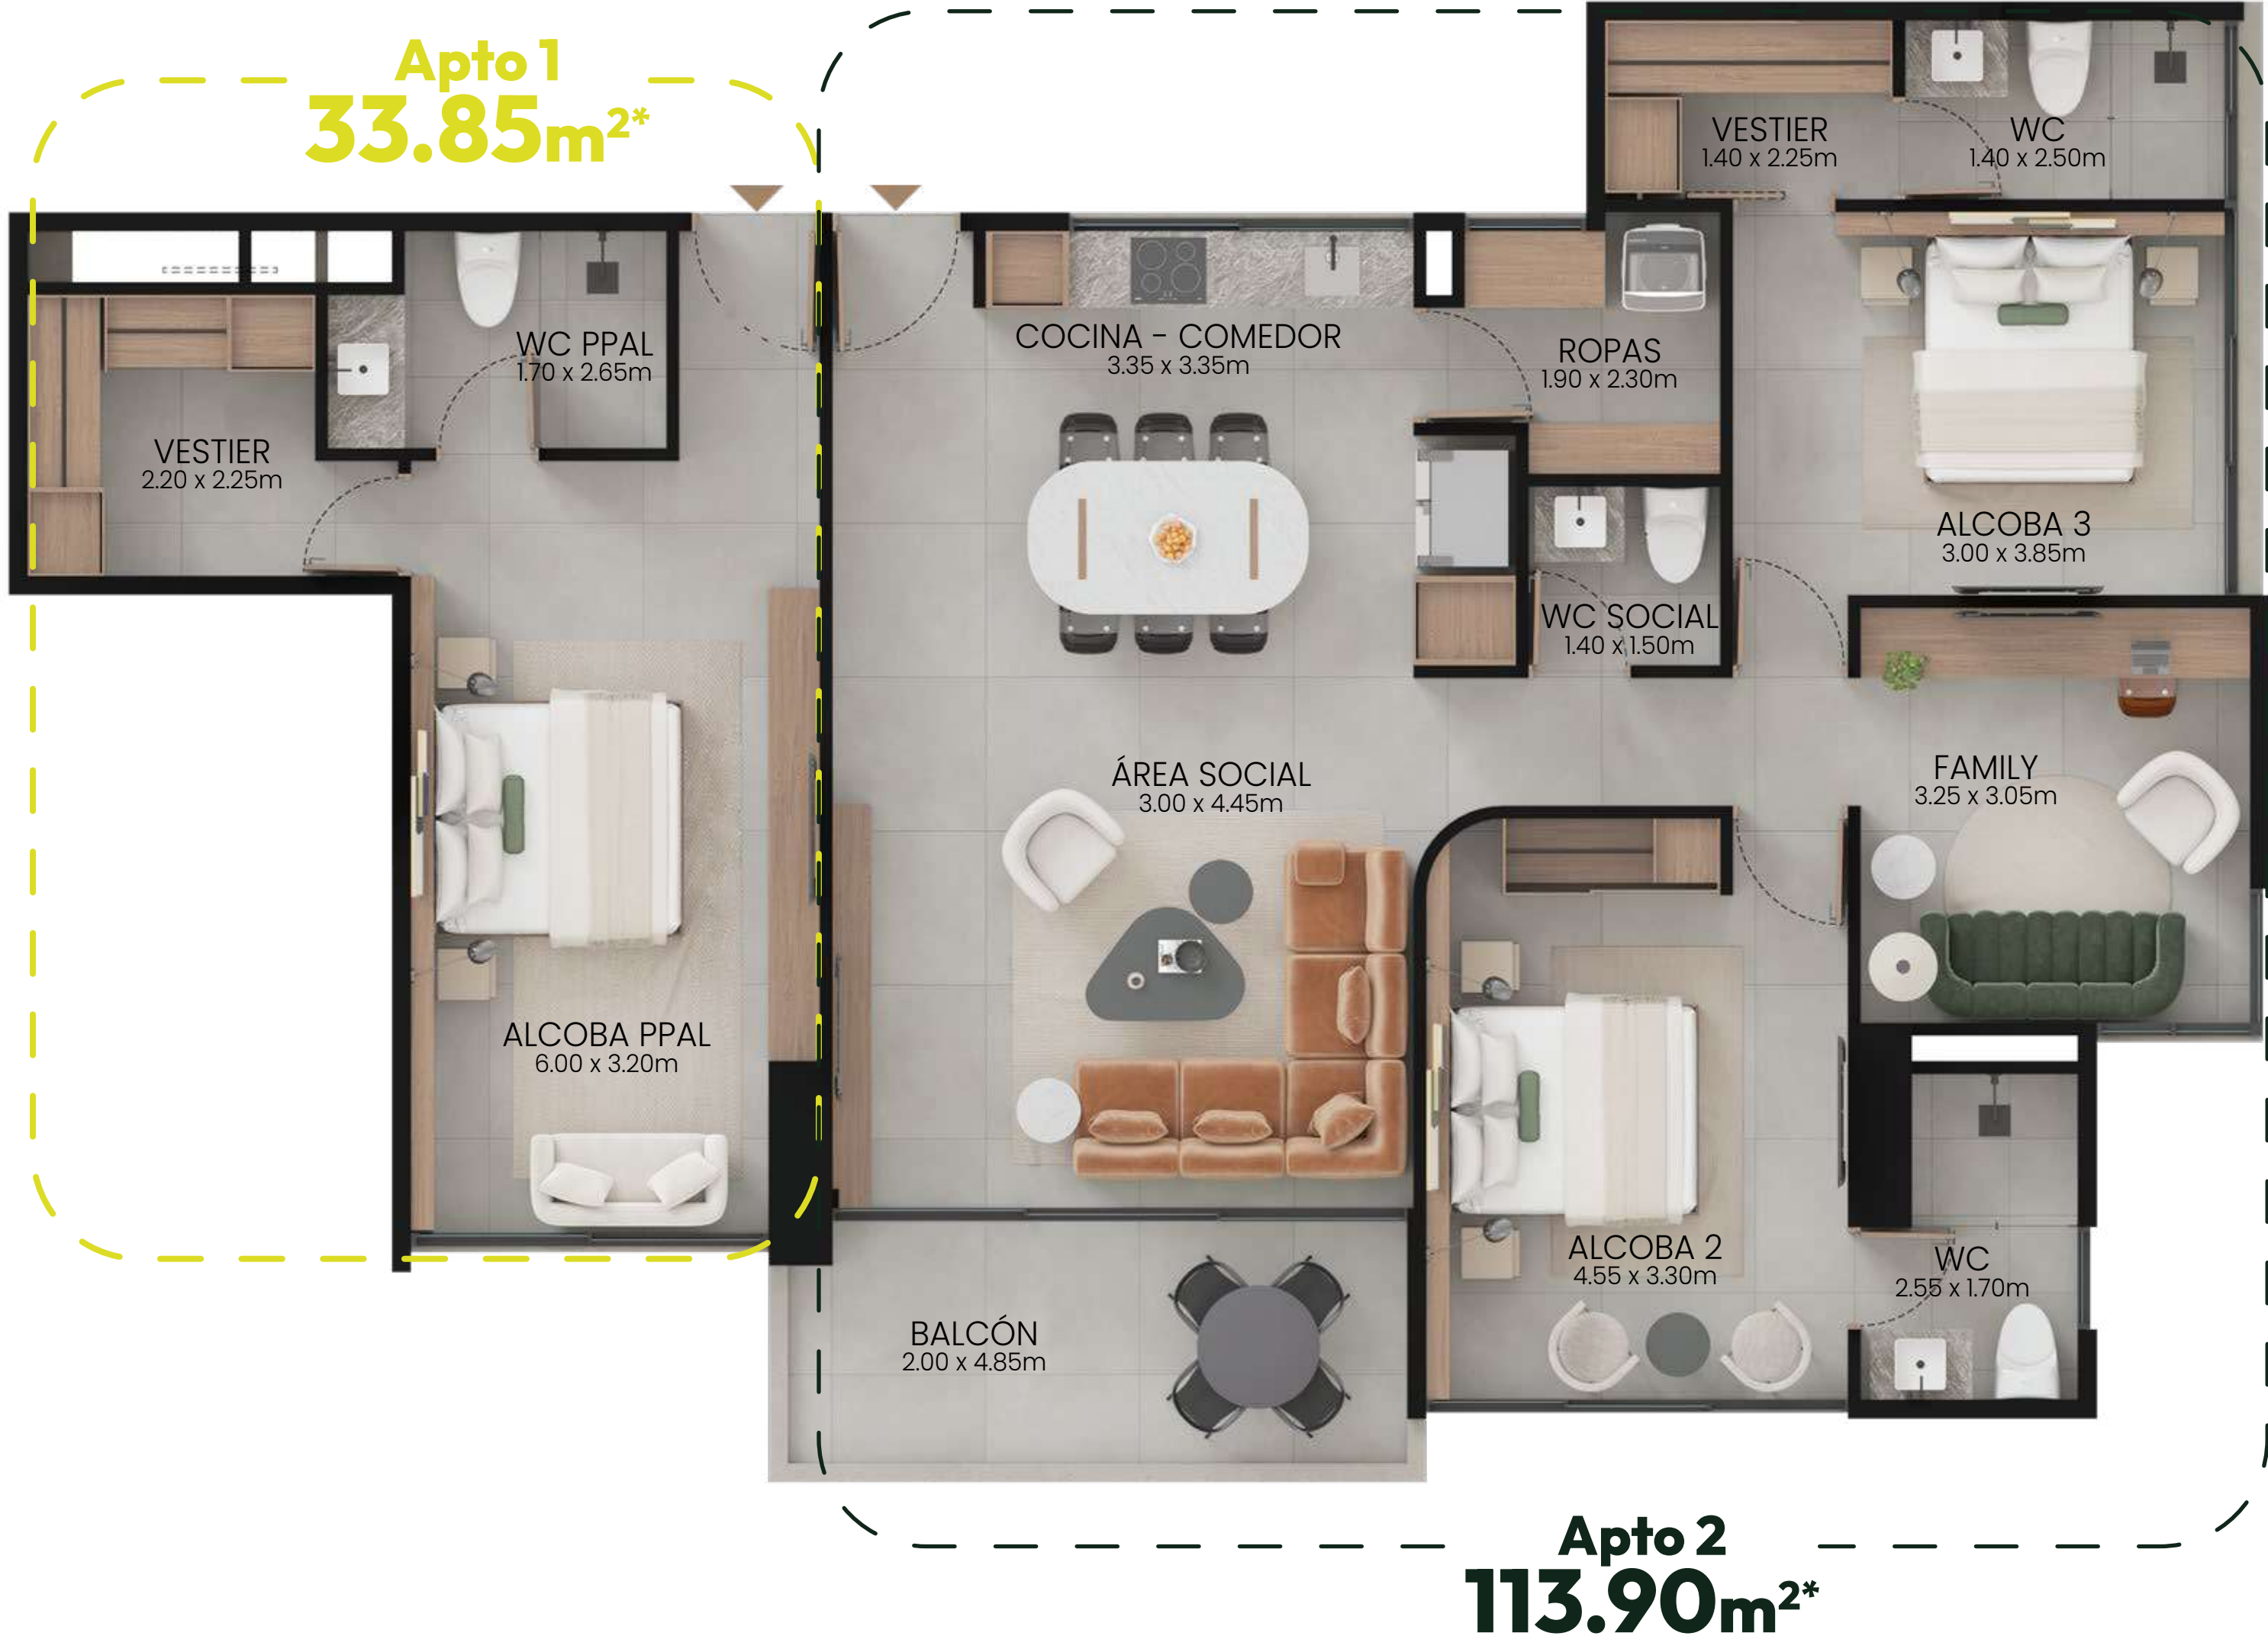 Apto 1
33.85m²*
VESTIER
1.40 x 2.25m
WC
1.40 x 2.50m
WC PPAL
1.70 x 2.65m
COCINA - COMEDOR
3.35 x 3.35m
ROPAS
1.90 x 2.30m
VESTIER
2.20 x 2.25m
ALCOBA 3
3.00 x 3.85m
WC SOCIAL
1.40 x 1.50m
ÁREA SOCIAL
3.00 x 4.45m
FAMILY
3.25 x 3.05m
ALCOBA PPAL
6.00 x 3.20m
ALCOBA 2
4.55 x 3.30m
WC
2.55 x 1.70m
BALCÓN
2.00 x 4.85m
Apto 2
113.90m²*